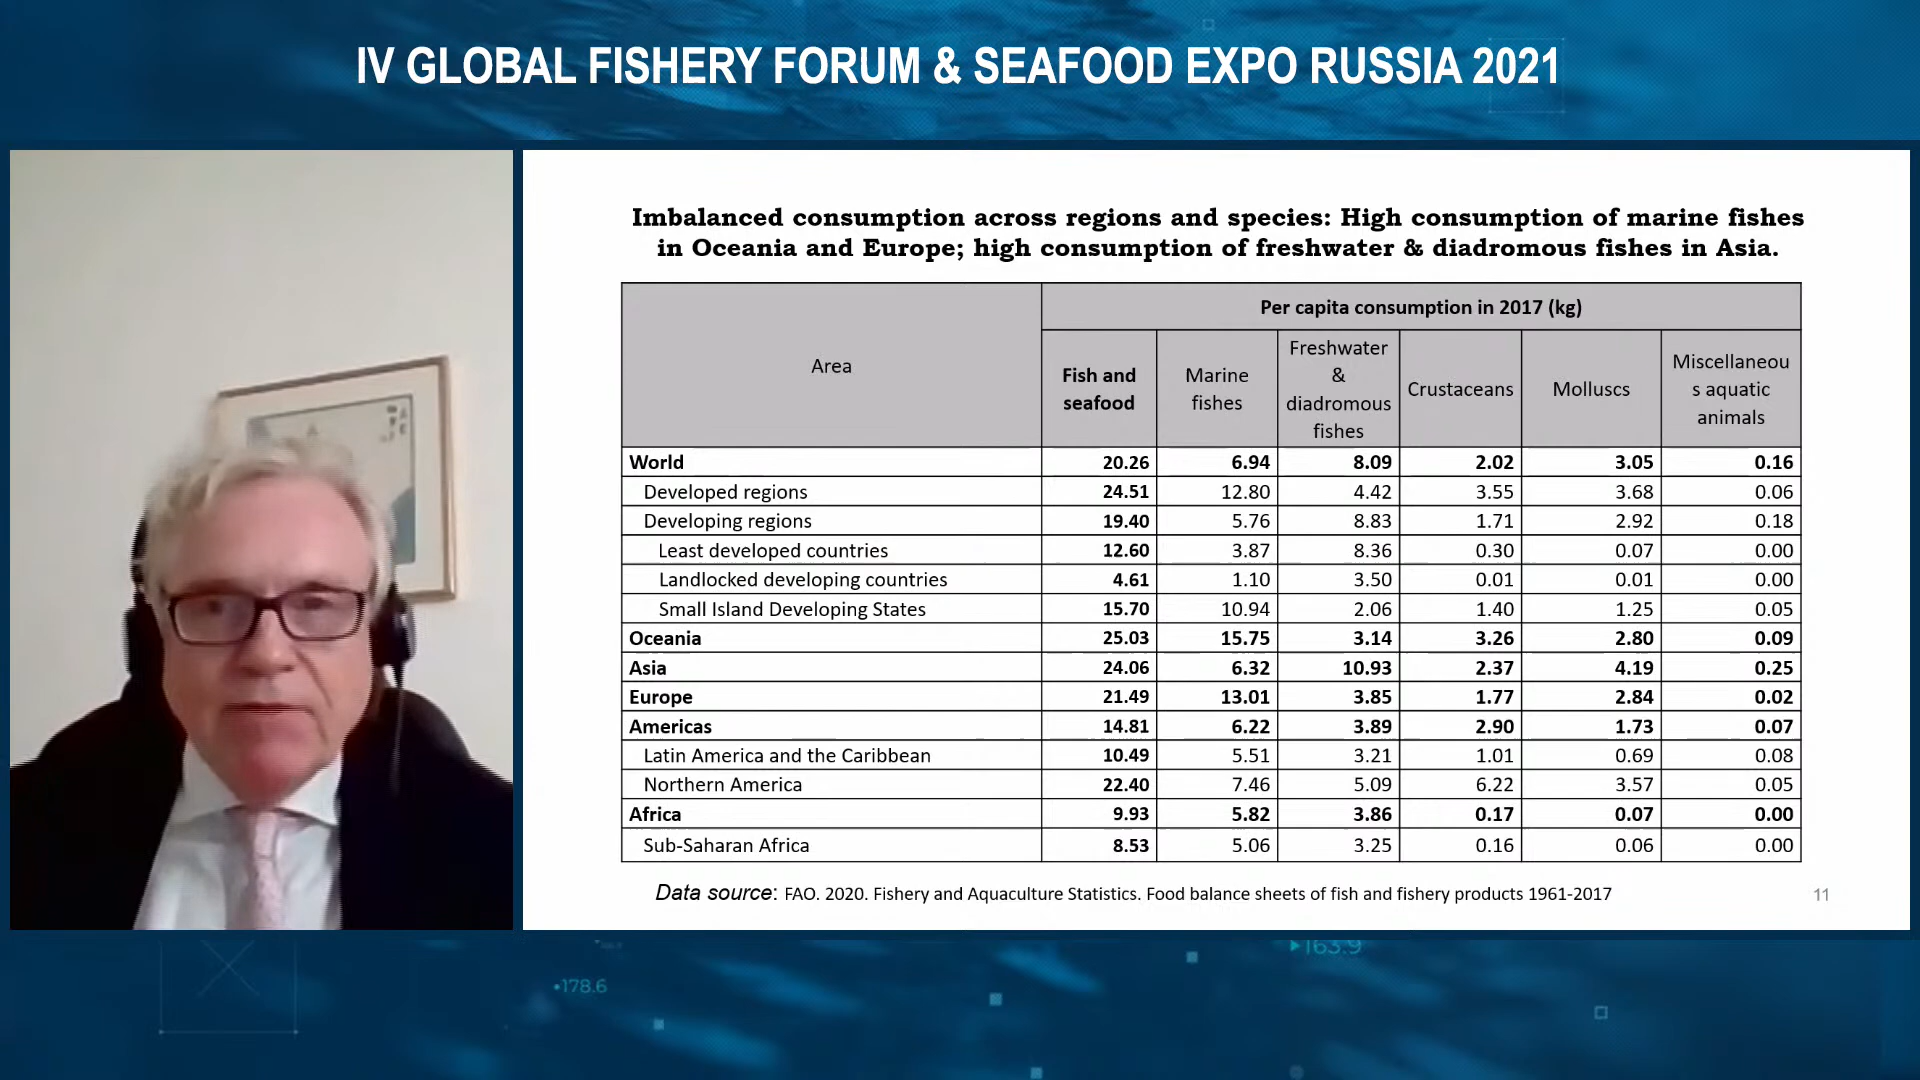 IV GLOBAL FISHERY FORUM & SEAFOOD EXPO RUSSIA 2021
Imbalanced consumption across regions and species: High consumption of marine fishes
in Oceania and Europe; high consumption of freshwater & diadromous fishes in Asia.
Area
Per capita consumption in 2017 (kg)
Fish and
seafood
Marine
fishes
Freshwater
&
diadromous
fishes
Crustaceans
Molluscs
Miscellaneou
s aquatic
animals
World 20.26 6.94 8.09 2.02 3.05 0.16
Developed regions 24.51 12.80 4.42 3.55 3.68 0.06
Developing regions 19.40 5.76 8.83 1.71 2.92 0.18
Least developed countries 12.60 3.87 8.36 0.30 0.07 0.00
Landlocked developing countries 4.61 1.10 3.50 0.01 0.01 0.00
Small Island Developing States 15.70 10.94 2.06 1.40 1.25 0.05
Oceania 25.03 15.75 3.14 3.26 2.80 0.09
Asia 24.06 6.32 10.93 2.37 4.19 0.25
Europe 21.49 13.01 3.85 1.77 2.84 0.02
Americas 14.81 6.22 3.89 2.90 1.73 0.07
Latin America and the Caribbean 10.49 5.51 3.21 1.01 0.69 0.08
Northern America 22.40 7.46 5.09 6.22 3.57 0.05
Africa 9.93 5.82 3.86 0.17 0.07 0.00
Sub-Saharan Africa 8.53 5.06 3.25 0.16 0.06 0.00
Data source: FAO. 2020. Fishery and Aquaculture Statistics. Food balance sheets of fish and fishery products 1961-2017
11
163.9
178.6